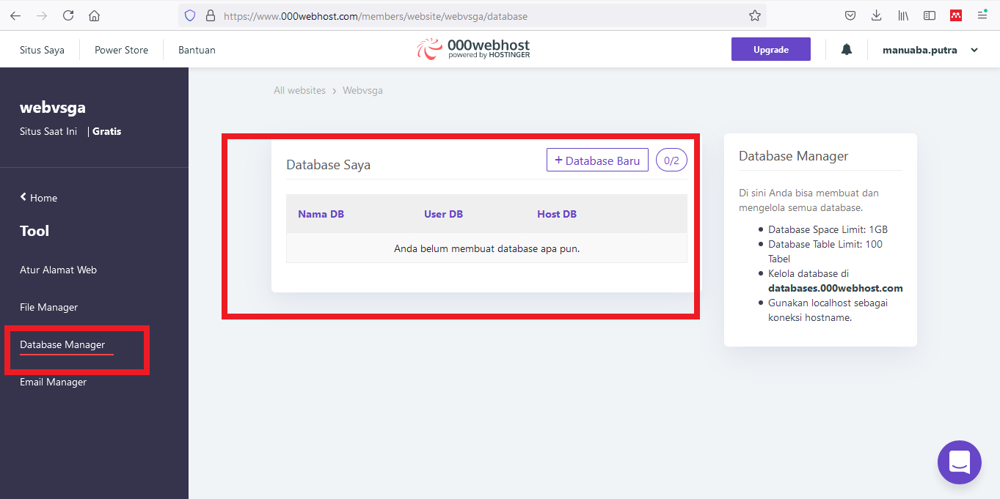 https://www.000webhost.com/members/website/webvsga/database
Situs Saya
Power Store
Bantuan
000webhost
powered by HOSTINGER
Upgrade
manuaba.putra
webvsga
Situs Saat Ini | Gratis
Home
Tool
Atur Alamat Web
File Manager
Database Manager
Email Manager
All websites › Webvsga
Database Saya
+ Database Baru
0/2
Nama DB User DB Host DB
Anda belum membuat database apa pun.
Database Manager
Di sini Anda bisa membuat dan
mengelola semua database.
Database Space Limit: 1GB
Database Table Limit: 100
Tabel
Kelola database di
databases.000webhost.com
Gunakan localhost sebagai
koneksi hostname.